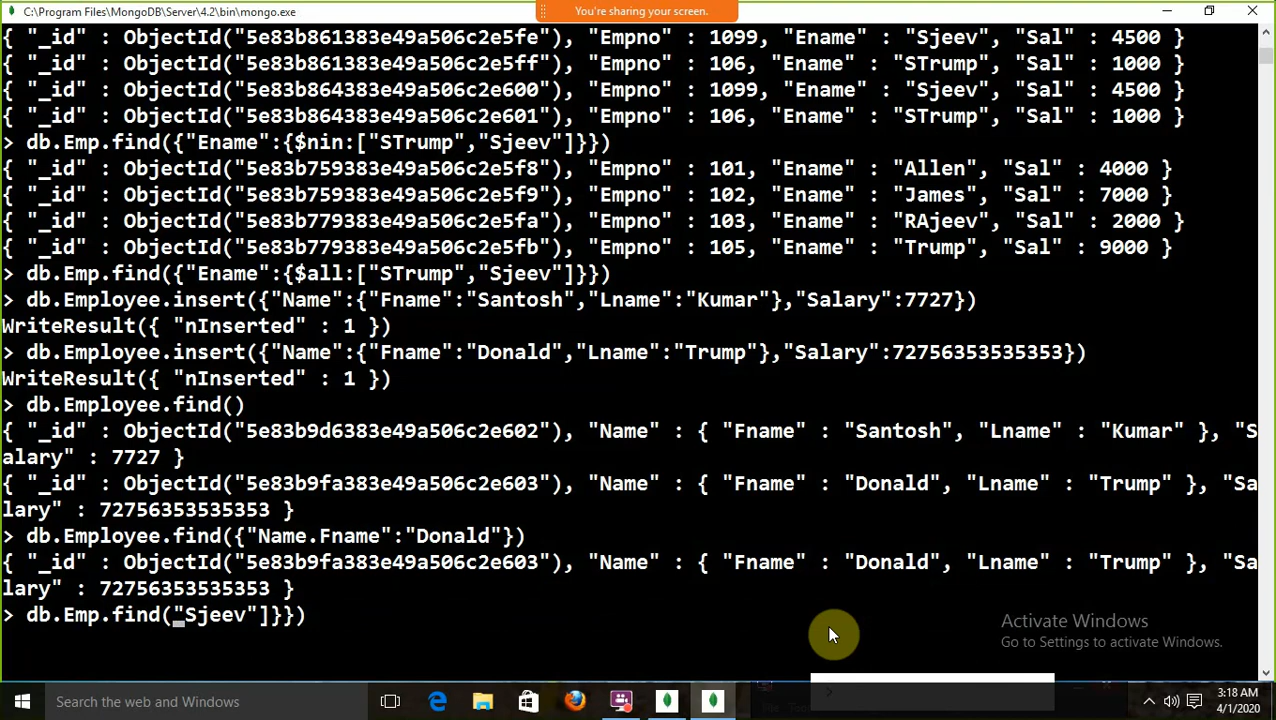 C:\Program Files\MongoDB\Server\4.2\bin\mongo.exe
You're sharing your screen.
{ "_id" : ObjectId("5e83b861383e49a506c2e5fe"), "Empno" : 1099, "Ename" : "Sjeev", "Sal" : 4500 }
{ "_id" : ObjectId("5e83b861383e49a506c2e5ff"), "Empno" : 106, "Ename" : "STrump", "Sal" : 1000 }
{ "_id" : ObjectId("5e83b864383e49a506c2e600"), "Empno" : 1099, "Ename" : "Sjeev", "Sal" : 4500 }
{ "_id" : ObjectId("5e83b864383e49a506c2e601"), "Empno" : 106, "Ename" : "STrump", "Sal" : 1000 }
> db.Emp.find({"Ename":{$nin:["STrump","Sjeev"]}})
{ "_id" : ObjectId("5e83b759383e49a506c2e5f8"), "Empno" : 101, "Ename" : "Allen", "Sal" : 4000 }
{ "_id" : ObjectId("5e83b759383e49a506c2e5f9"), "Empno" : 102, "Ename" : "James", "Sal" : 7000 }
{ "_id" : ObjectId("5e83b779383e49a506c2e5fa"), "Empno" : 103, "Ename" : "RAjeev", "Sal" : 2000 }
{ "_id" : ObjectId("5e83b779383e49a506c2e5fb"), "Empno" : 105, "Ename" : "Trump", "Sal" : 9000 }
> db.Emp.find({"Ename":{$all:["STrump","Sjeev"]}})
> db.Employee.insert({"Name":{"Fname":"Santosh","Lname":"Kumar"},"Salary":7727})
WriteResult({ "nInserted" : 1 })
> db.Employee.insert({"Name":{"Fname":"Donald","Lname":"Trump"},"Salary":72756353535353})
WriteResult({ "nInserted" : 1 })
> db.Employee.find()
{ "_id" : ObjectId("5e83b9d6383e49a506c2e602"), "Name" : { "Fname" : "Santosh", "Lname" : "Kumar" }, "S
alary" : 7727 }
{ "_id" : ObjectId("5e83b9fa383e49a506c2e603"), "Name" : { "Fname" : "Donald", "Lname" : "Trump" }, "Sa
lary" : 72756353535353 }
> db.Employee.find({"Name.Fname":"Donald"})
{ "_id" : ObjectId("5e83b9fa383e49a506c2e603"), "Name" : { "Fname" : "Donald", "Lname" : "Trump" }, "Sa
lary" : 72756353535353 }
> db.Emp.find("Sjeev"]}})
Activate Windows
Go to Settings to activate Windows.
Search the web and Windows
3:18 AM
4/1/2020